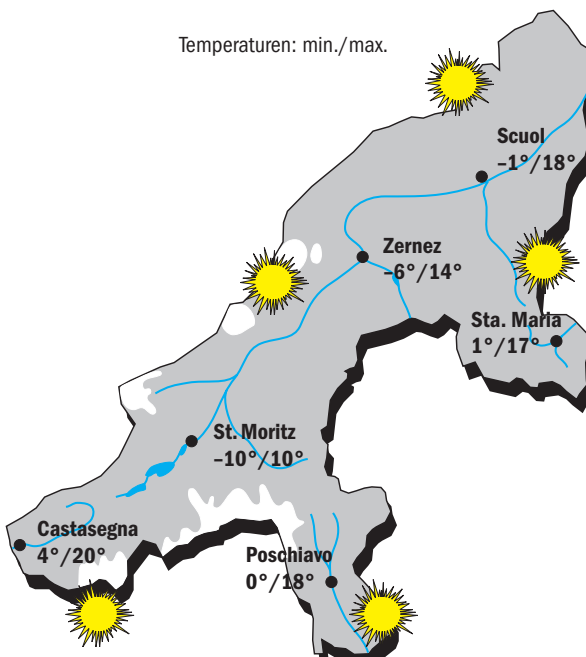 Temperaturen: min./max.
Scuol
–1°/18°
Zernez
–6°/14°
Sta. Maria
1°/17°
St. Moritz
–10°/10°
Castasegna
4°/20°
Poschiavo
0°/18°